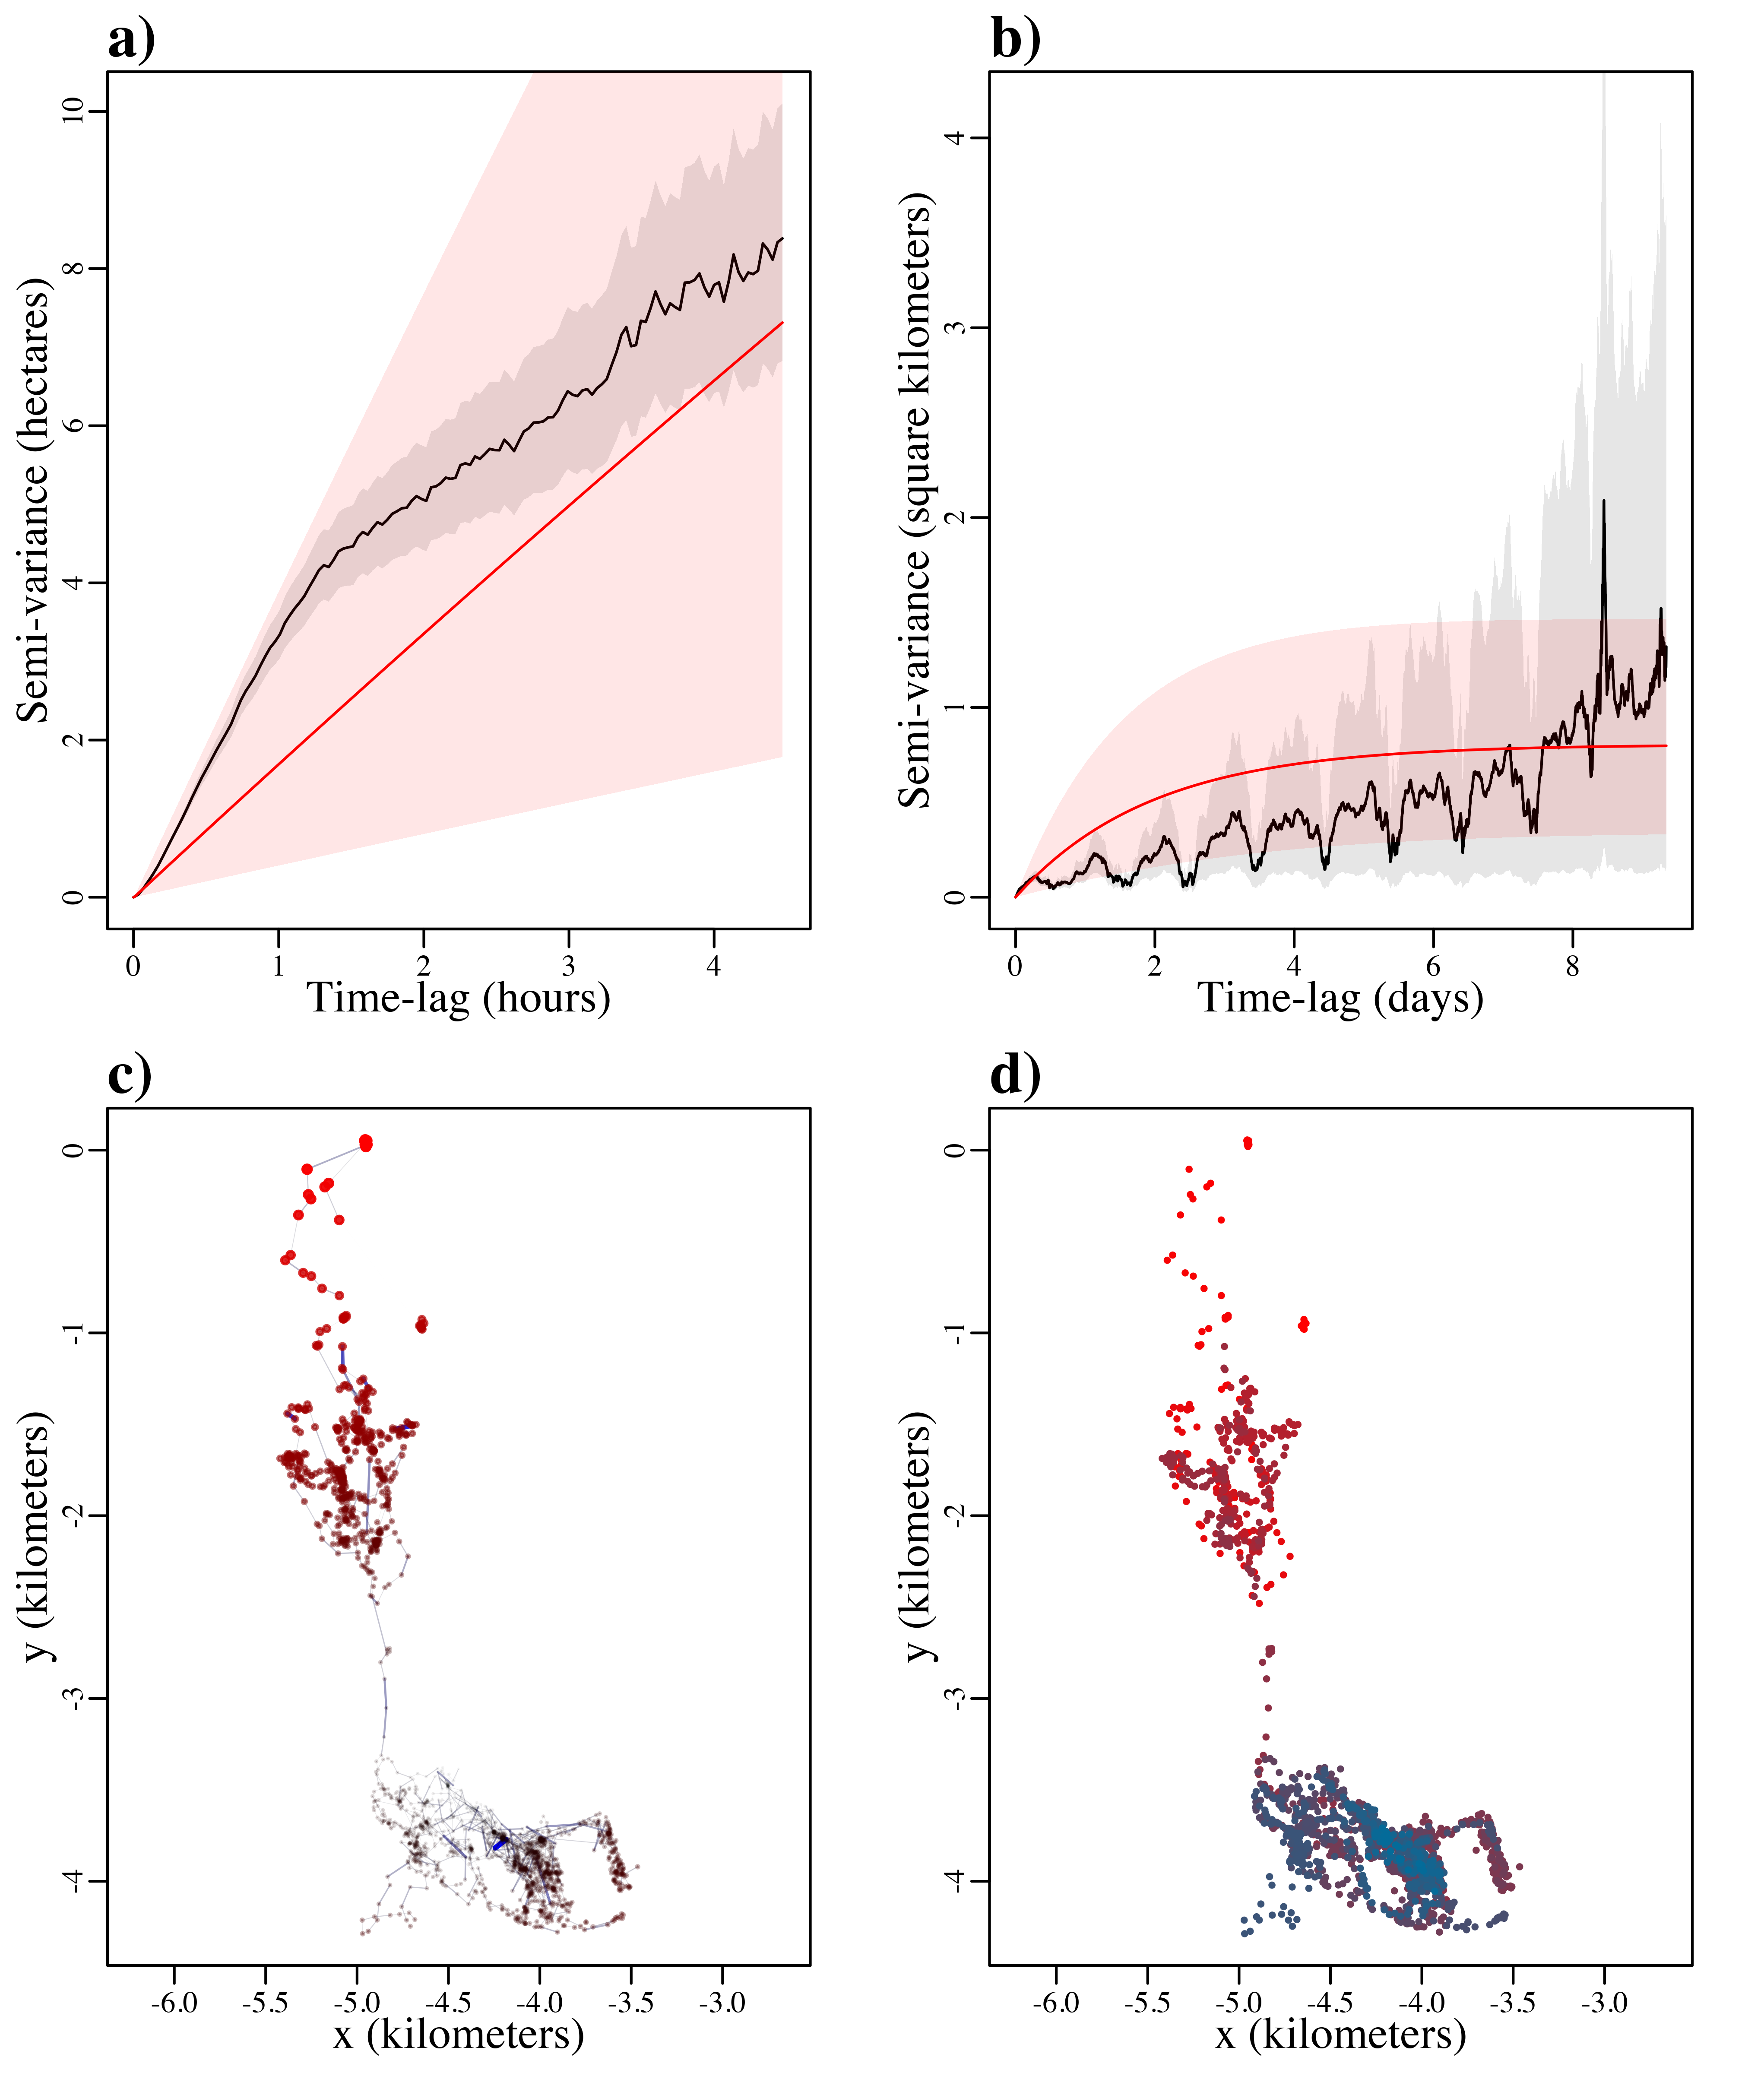 a)
Semi-variance (hectares)
10
8
6
4
2
0
0 1 2 3 4
Time-lag (hours)
b)
Semi-variance (square kilometers)
4
3
2
1
0
0 2 4 6 8
Time-lag (days)
c)
y (kilometers)
0
-1
-2
-3
-4
-6.0 -5.5 -5.0 -4.5 -4.0 -3.5 -3.0
x (kilometers)
d)
y (kilometers)
0
-1
-2
-3
-4
-6.0 -5.5 -5.0 -4.5 -4.0 -3.5 -3.0
x (kilometers)